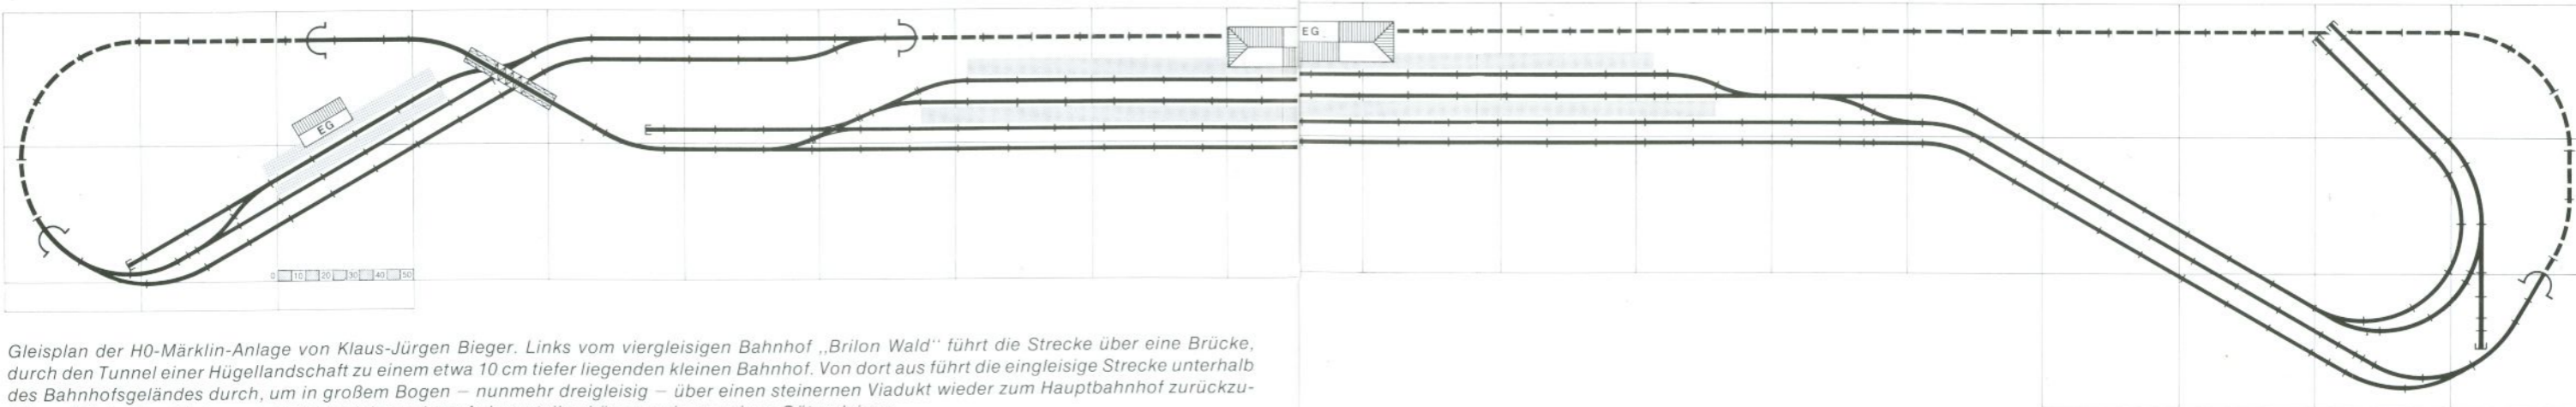 EG
EG
E
E
E
0 10 20 30 40 50
Gleisplan der H0-Märklin-Anlage von Klaus-Jürgen Bieger. Links vom viergleisigen Bahnhof „Brilon Wald“ führt die Strecke über eine Brücke,
durch den Tunnel einer Hügellandschaft zu einem etwa 10 cm tiefer liegenden kleinen Bahnhof. Von dort aus führt die eingleisige Strecke unterhalb
des Bahnhofsgeländes durch, um in großem Bogen – nunmehr dreigleisig – über einen steinernen Viadukt wieder zum Hauptbahnhof zurückzu-